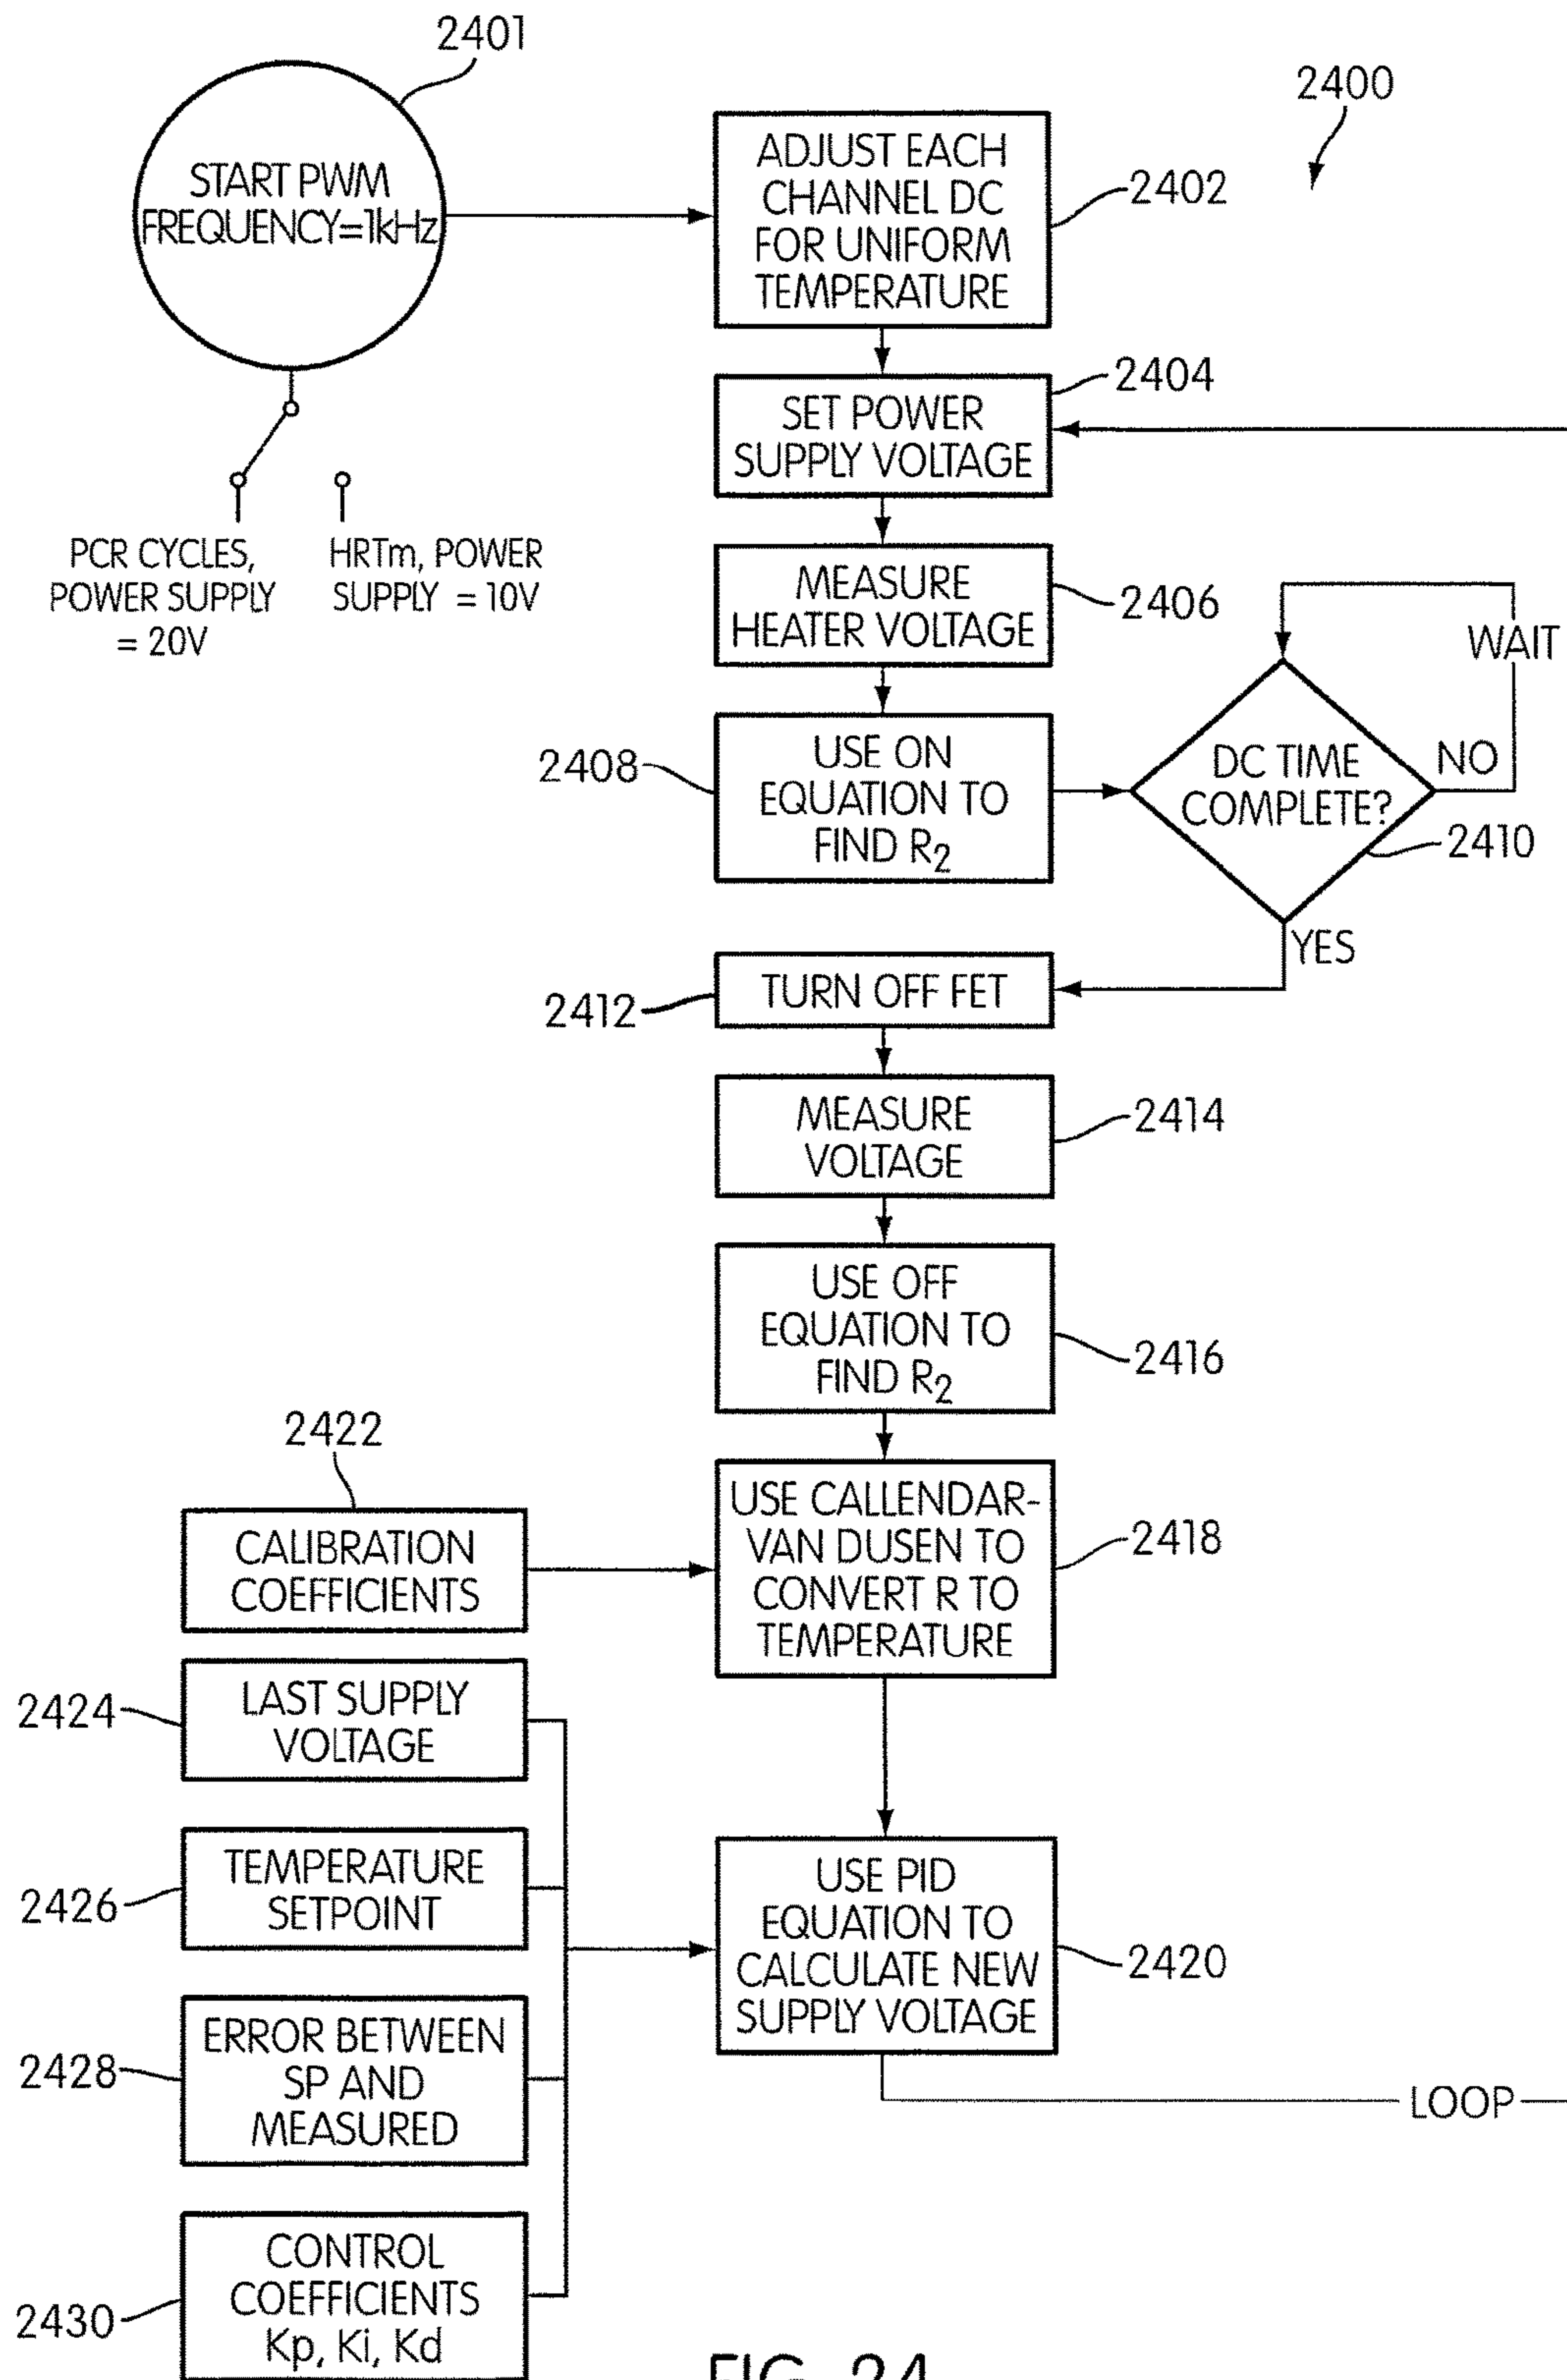 2401
START PWM
FREQUENCY=1kHz
2400
ADJUST EACH
CHANNEL DC
FOR UNIFORM
TEMPERATURE
2402
SET POWER
SUPPLY VOLTAGE
2404
PCR CYCLES,
POWER SUPPLY
= 20V
HRTm, POWER
SUPPLY = 10V
MEASURE
HEATER VOLTAGE
2406
WAIT
2408
USE ON
EQUATION TO
FIND R2
DC TIME
COMPLETE?
NO
2410
YES
2412
TURN OFF FET
MEASURE
VOLTAGE
2414
USE OFF
EQUATION TO
FIND R2
2416
2422
CALIBRATION
COEFFICIENTS
USE CALLENDAR-
VAN DUSEN TO
CONVERT R TO
TEMPERATURE
2418
2424
LAST SUPPLY
VOLTAGE
2426
TEMPERATURE
SETPOINT
USE PID
EQUATION TO
CALCULATE NEW
SUPPLY VOLTAGE
2420
2428
ERROR BETWEEN
SP AND
MEASURED
LOOP
2430
CONTROL
COEFFICIENTS
Kp, Ki, Kd
FIG. 24